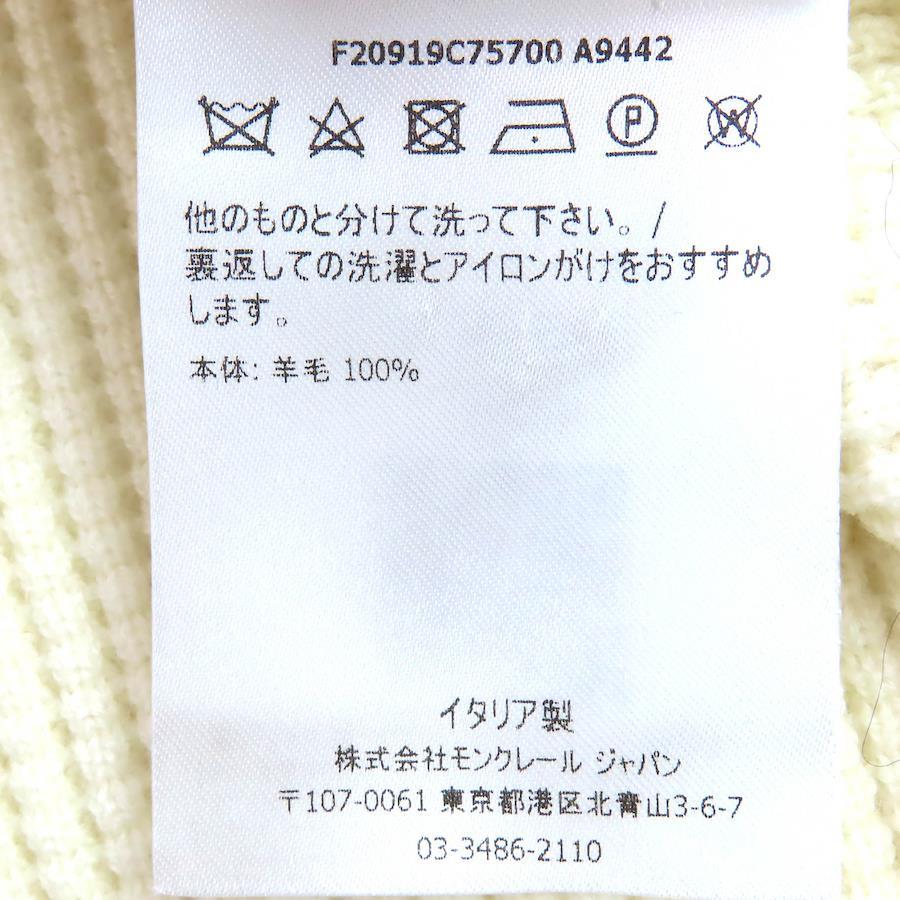 F20919C75700 A9442
P
W
他のものと分けて洗って下さい。/
裏返しての洗濯とアイロンがけをおすすめ
します。
本体: 羊毛 100%
イタリア製
株式会社モンクレール ジャパン
〒107-0061 東京都港区北青山3-6-7
03-3486-2110